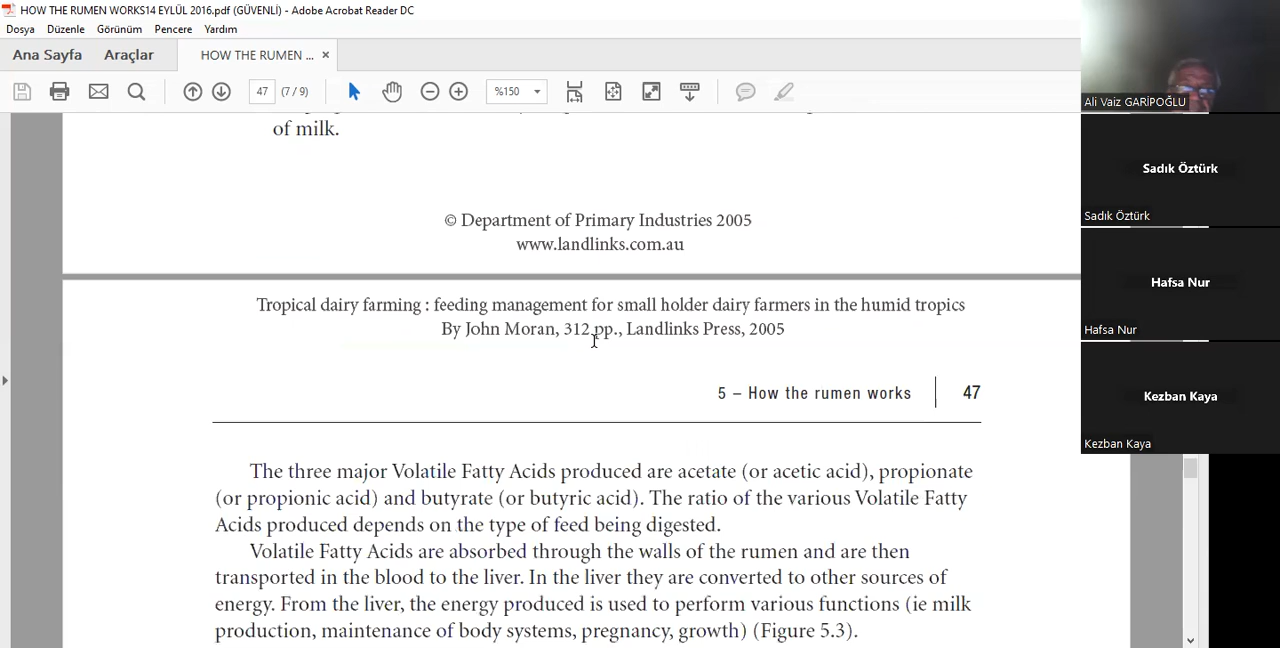 HOW THE RUMEN WORKS14 EYLÜL 2016.pdf (GÜVENLİ) - Adobe Acrobat Reader DC
Dosya Düzenle Görünüm Pencere Yardım
Ana Sayfa Araçlar HOW THE RUMEN ... ×
47 (7 / 9) %150
of milk.
© Department of Primary Industries 2005
www.landlinks.com.au
Tropical dairy farming : feeding management for small holder dairy farmers in the humid tropics
By John Moran, 312 pp., Landlinks Press, 2005
5 – How the rumen works 47
The three major Volatile Fatty Acids produced are acetate (or acetic acid), propionate
(or propionic acid) and butyrate (or butyric acid). The ratio of the various Volatile Fatty
Acids produced depends on the type of feed being digested.
Volatile Fatty Acids are absorbed through the walls of the rumen and are then
transported in the blood to the liver. In the liver they are converted to other sources of
energy. From the liver, the energy produced is used to perform various functions (ie milk
production, maintenance of body systems, pregnancy, growth) (Figure 5.3).
Ali Vaiz GARİPOĞLU
Sadık Öztürk
Sadık Öztürk
Hafsa Nur
Hafsa Nur
Kezban Kaya
Kezban Kaya